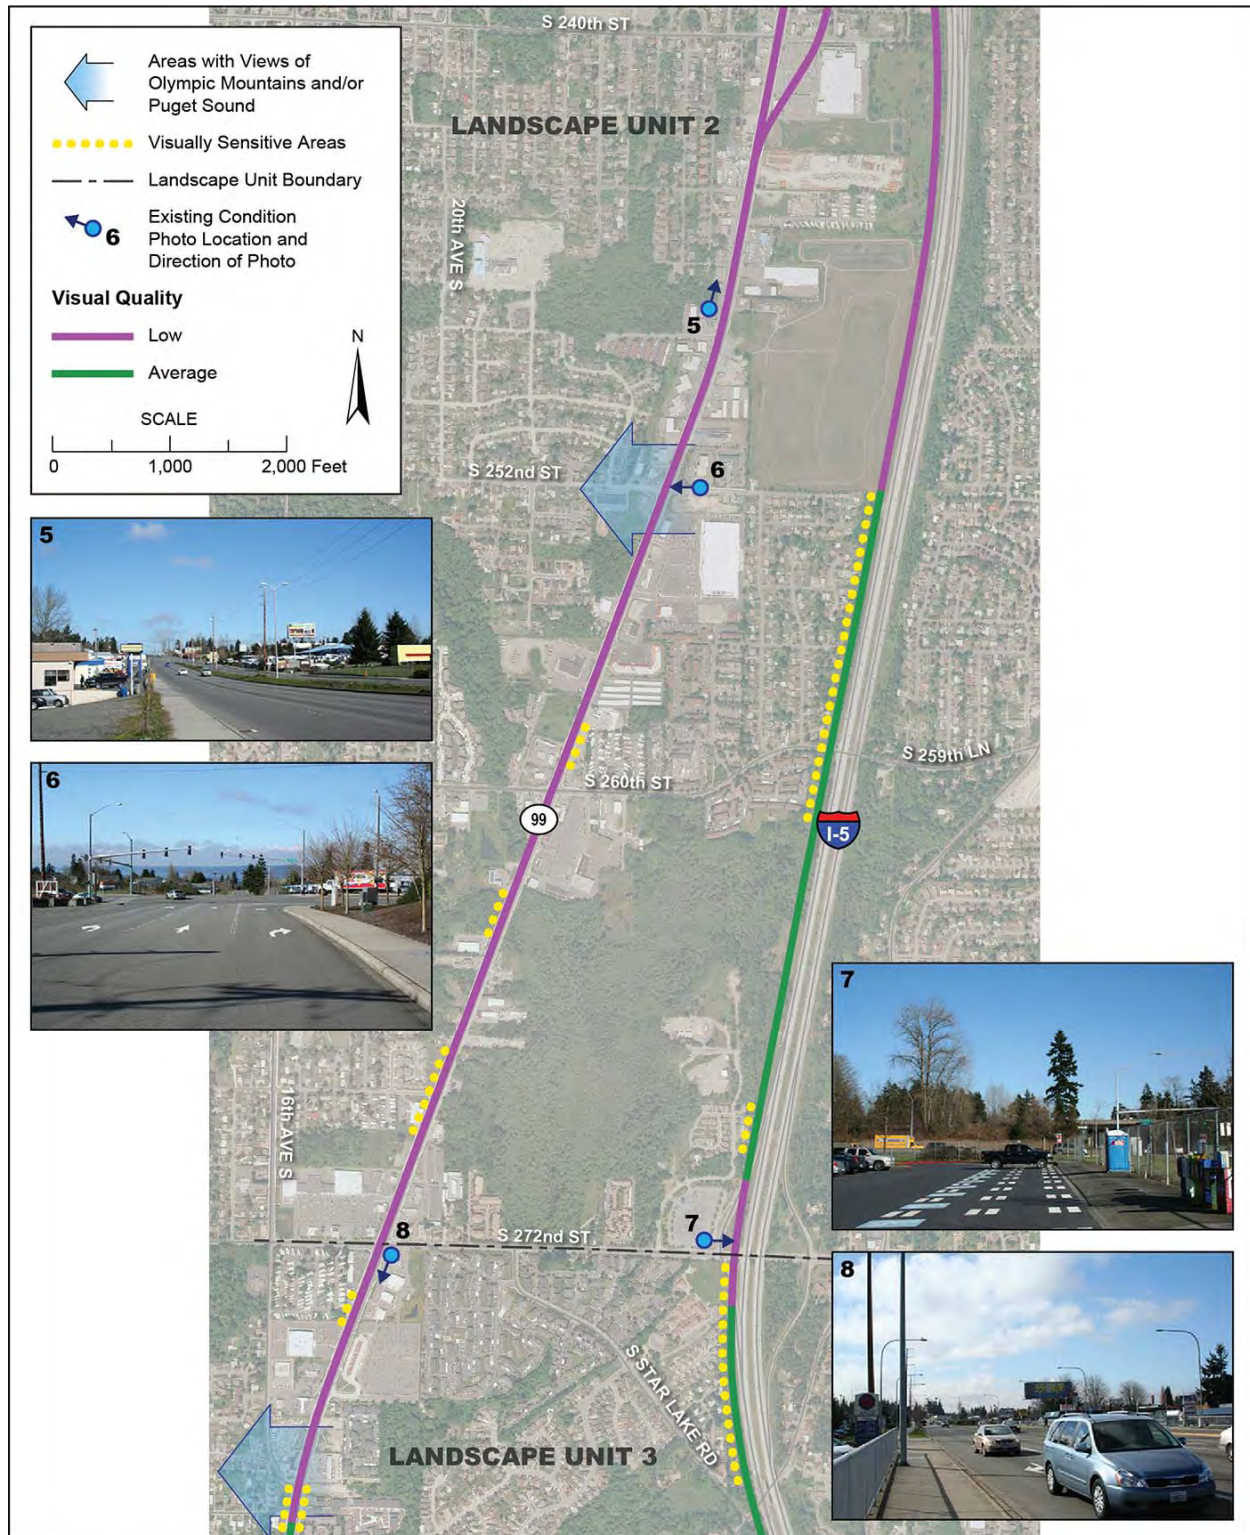 Areas with Views of
Olympic Mountains and/or
Puget Sound
Visually Sensitive Areas
Landscape Unit Boundary
6
Existing Condition
Photo Location and
Direction of Photo
Visual Quality
Low
Average
N
SCALE
0 1,000 2,000 Feet
S 240th ST
LANDSCAPE UNIT 2
20th AVE S.
5
6
S 252nd ST
S 259th LN
S 260th ST
99
I-5
16th AVE S
7
8
S 272nd ST.
S STAR LAKE RD
LANDSCAPE UNIT 3
5
6
7
8